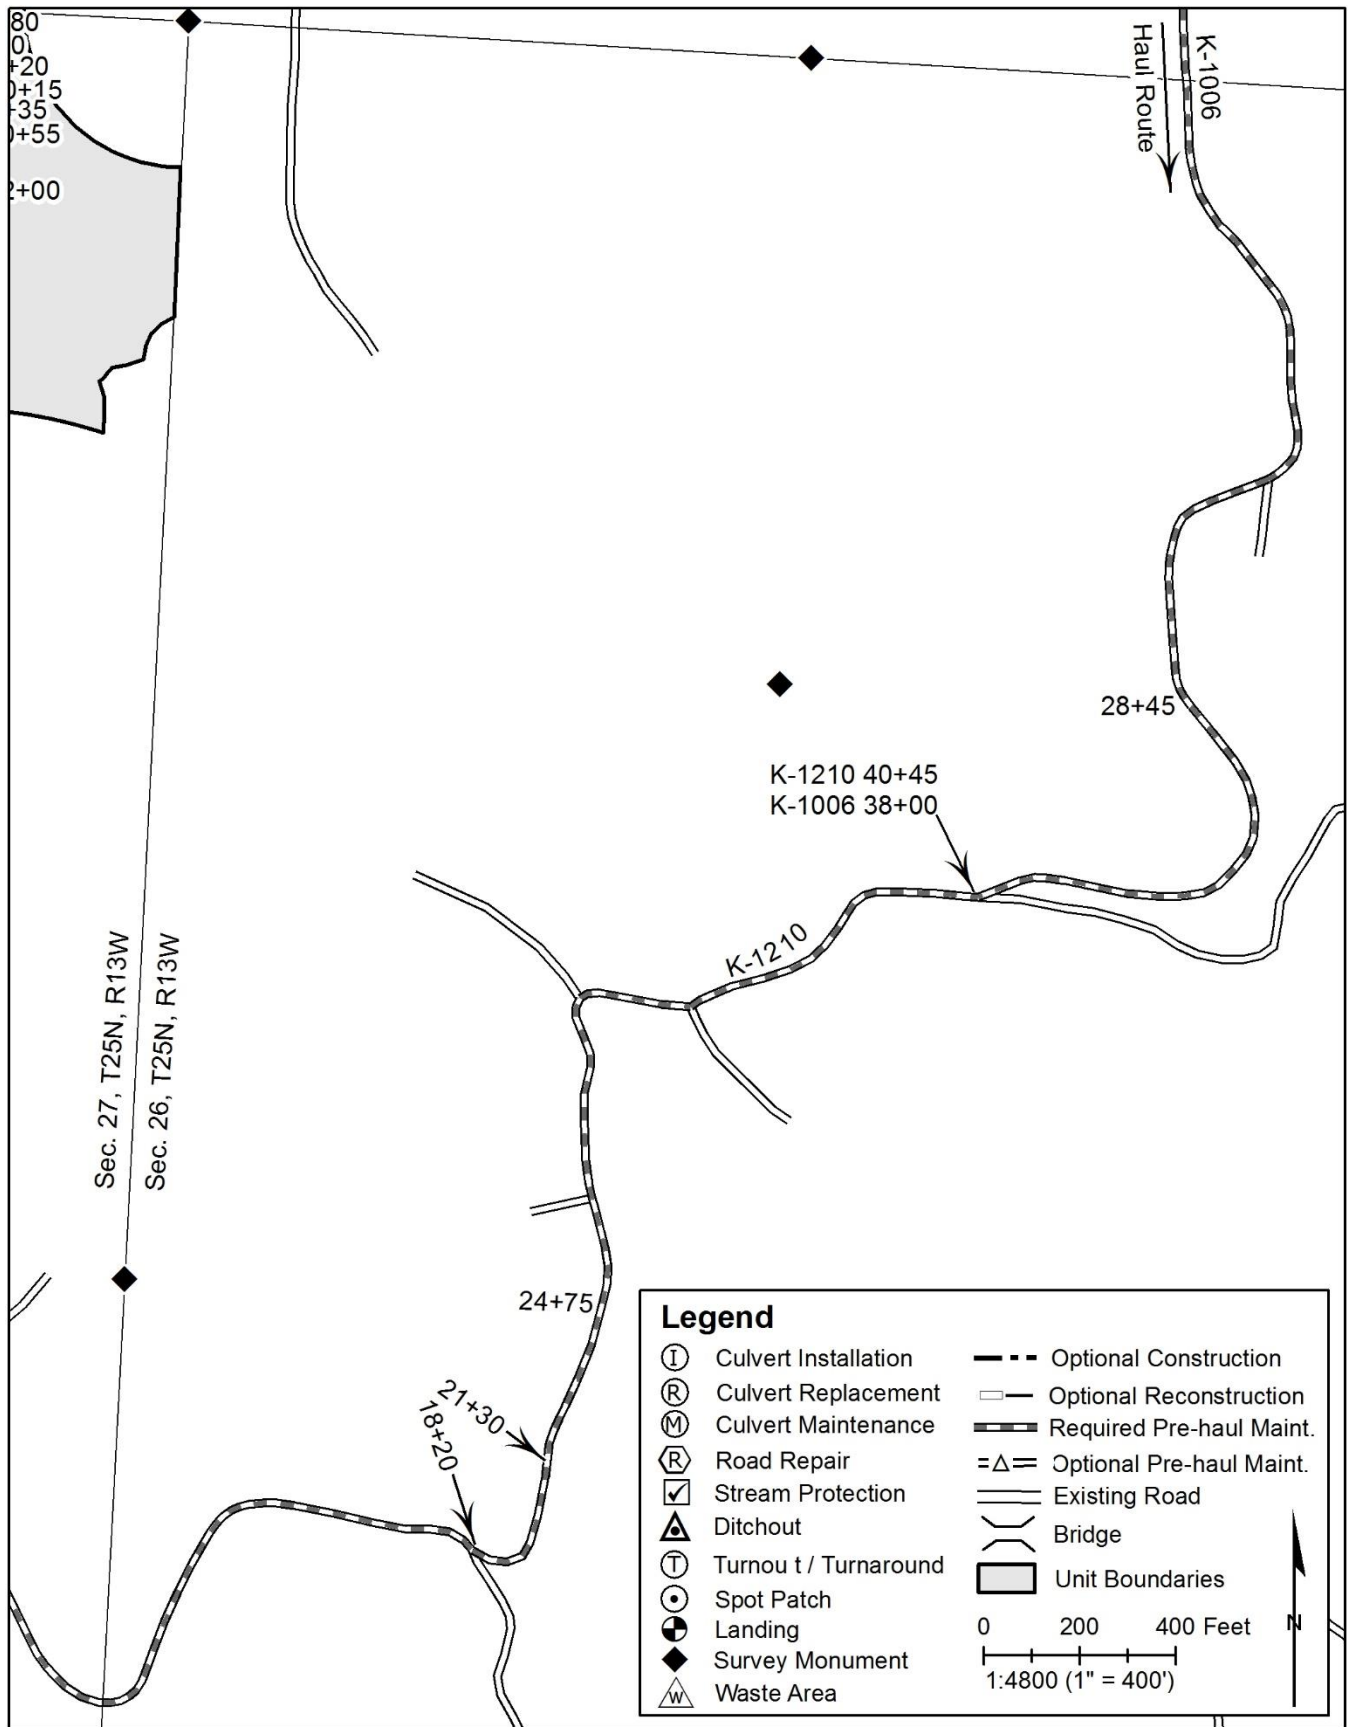 80
+20
0+15
+35
0+55
2+00
K-1006
Haul Route
28+45
K-1210 40+45
K-1006 38+00
K-1210
Sec. 27, T25N, R13W
Sec. 26, T25N, R13W
24+75
21+30
18+20
Legend
I Culvert Installation
R Culvert Replacement
M Culvert Maintenance
R Road Repair
Stream Protection
Ditchout
T Turnou t / Turnaround
Spot Patch
Landing
Survey Monument
W Waste Area
Optional Construction
Optional Reconstruction
Required Pre-haul Maint.
Optional Pre-haul Maint.
Existing Road
Bridge
Unit Boundaries
0 200 400 Feet
1:4800 (1" = 400')
N